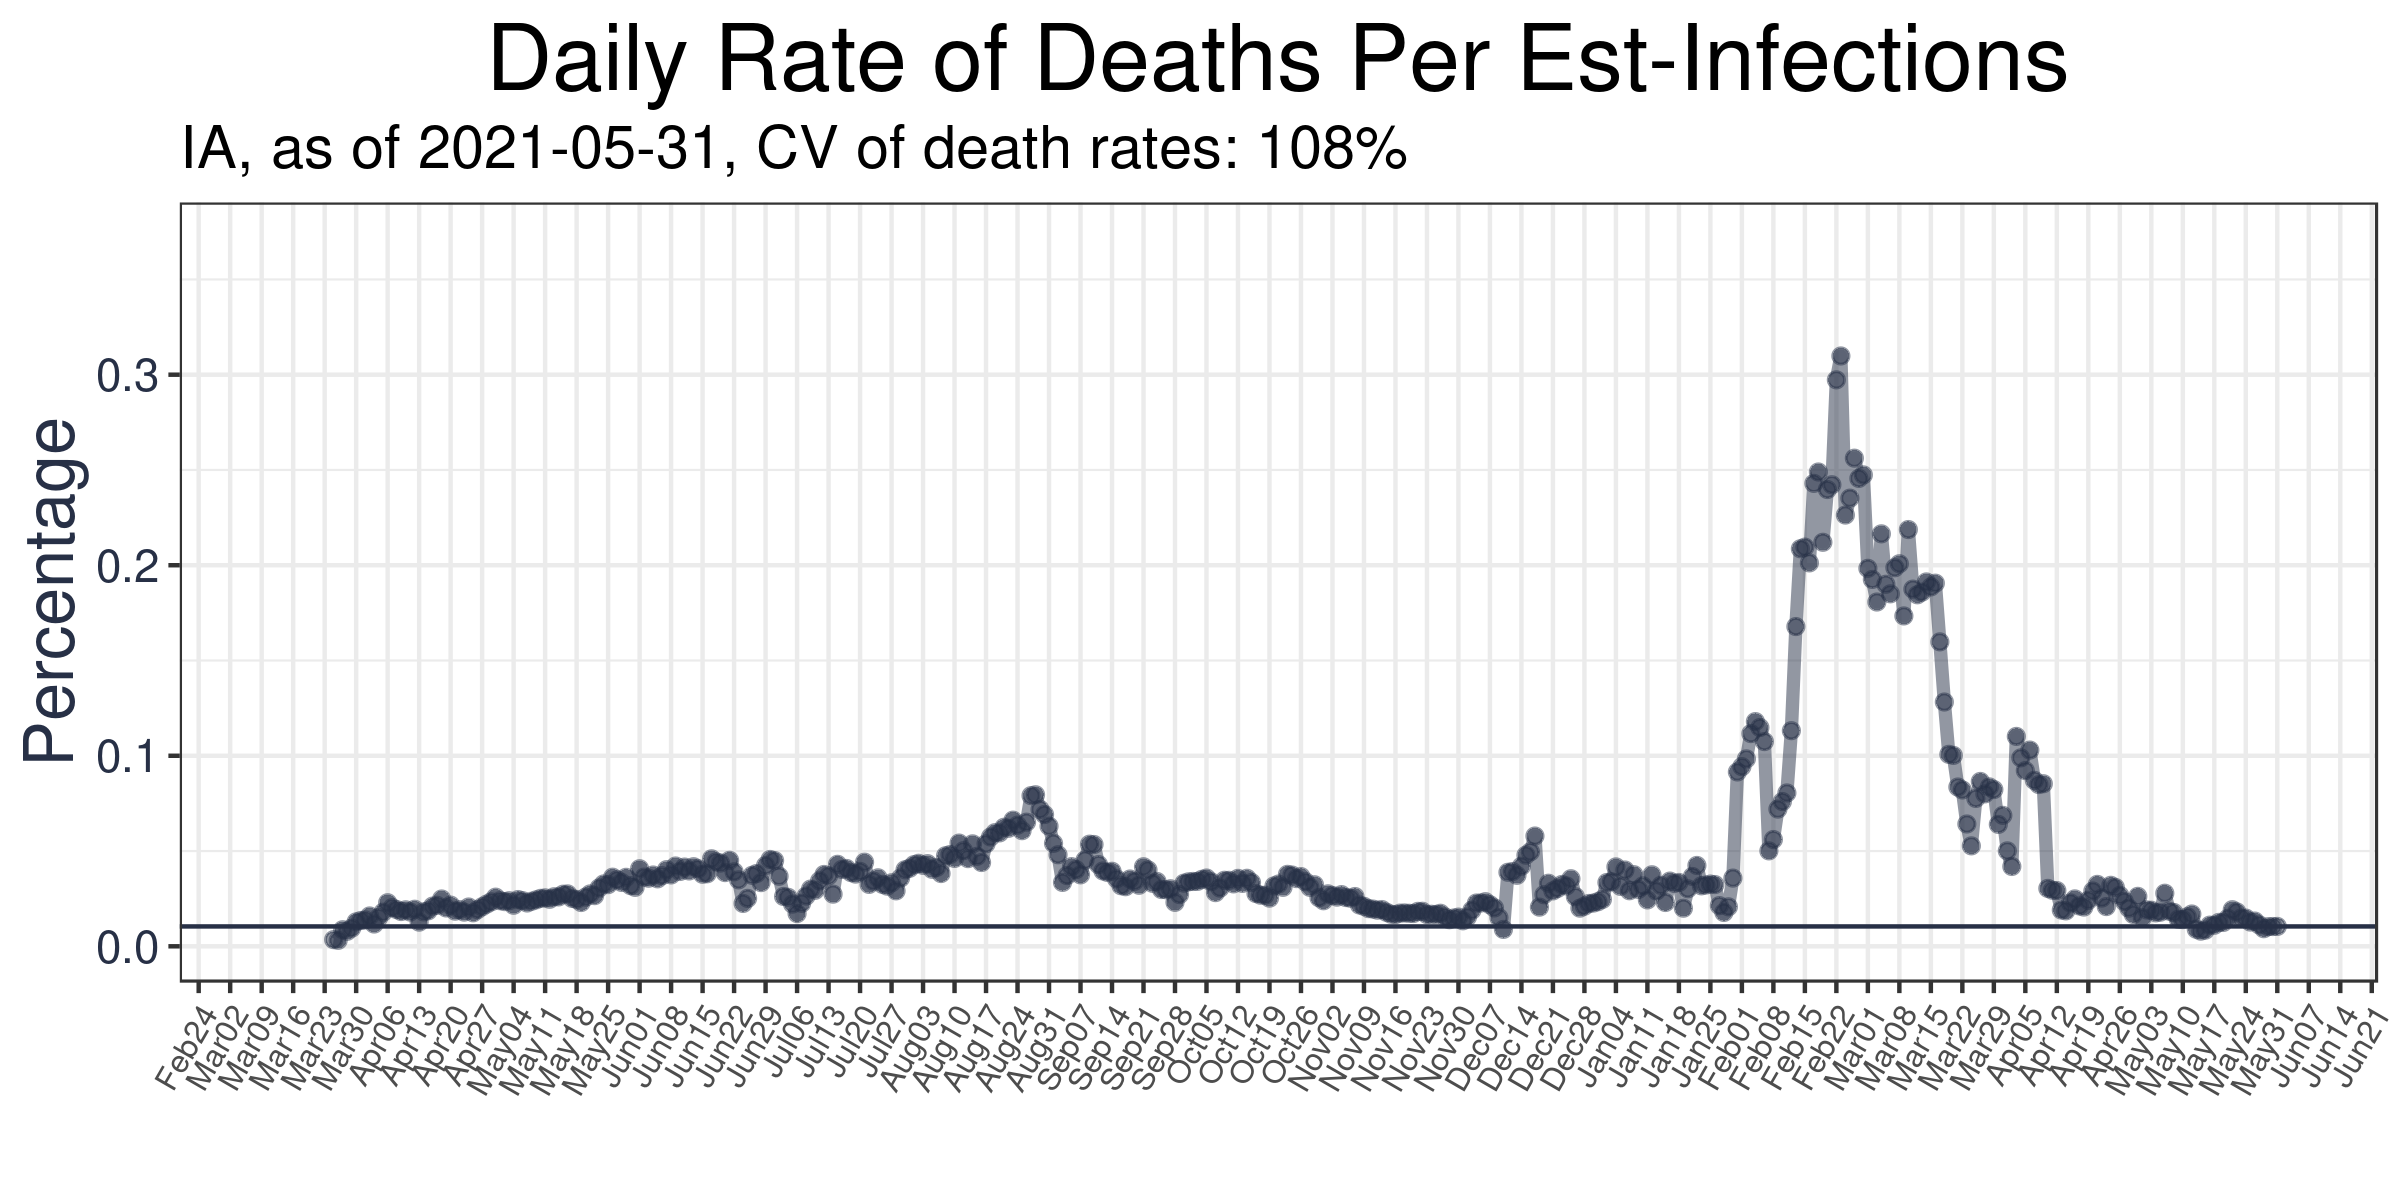 Daily Rate of Deaths Per Est-Infections
IA, as of 2021-05-31, CV of death rates: 108%
Percentage
0.3
0.2
0.1
0.0
Feb24
Mar02
Mar09
Mar16
Mar23
Mar30
Apr06
Apr13
Apr20
Apr27
May04
May11
May18
May25
Jun01
Jun08
Jun15
Jun22
Jun29
Jul06
Jul13
Jul20
Jul27
Aug03
Aug10
Aug17
Aug24
Aug31
Sep07
Sep14
Sep21
Sep28
Oct05
Oct12
Oct19
Oct26
Nov02
Nov09
Nov16
Nov23
Nov30
Dec07
Dec14
Dec21
Dec28
Jan04
Jan11
Jan18
Jan25
Feb01
Feb08
Feb15
Feb22
Mar01
Mar08
Mar15
Mar22
Mar29
Apr05
Apr12
Apr19
Apr26
May03
May10
May17
May24
May31
Jun07
Jun14
Jun21